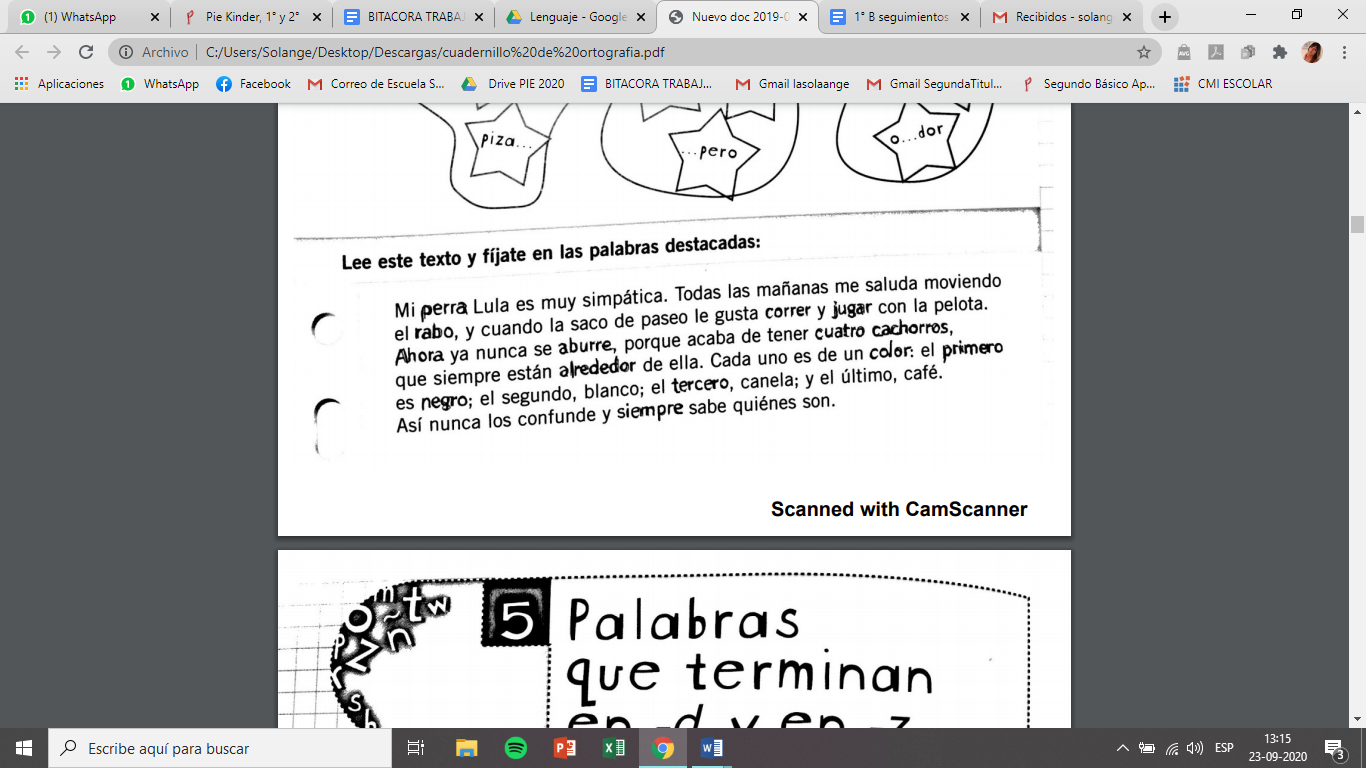 (1) WhatsApp
Pie Kinder, 1° y 2°
BITACORA TRABAJ
Lenguaje - Google
Nuevo doc 2019-0
1° B seguimientos
Recibidos - solang
Archivo
C:/Users/Solange/Desktop/Descargas/cuadernillo%20de%20ortografia.pdf
Aplicaciones
WhatsApp
Facebook
Correo de Escuela S...
Drive PIE 2020
BITACORA TRABAJ...
Gmail lasolaange
Gmail SegundaTitul...
Segundo Básico Ap...
CMI ESCOLAR
piza...
...pero
o...dor
Lee este texto y fíjate en las palabras destacadas:
Mi perra Lula es muy simpática. Todas las mañanas me saluda moviendo
el rabo, y cuando la saco de paseo le gusta correr y jugar con la pelota.
Ahora ya nunca se aburre, porque acaba de tener cuatro cachorros,
que siempre están alrededor de ella. Cada uno es de un color: el primero
es negro; el segundo, blanco; el tercero, canela; y el último, café.
Así nunca los confunde y siempre sabe quiénes son.
Scanned with CamScanner
5
Palabras
que terminan
en -d y en -z
Escribe aquí para buscar
ESP
13:15
23-09-2020
3